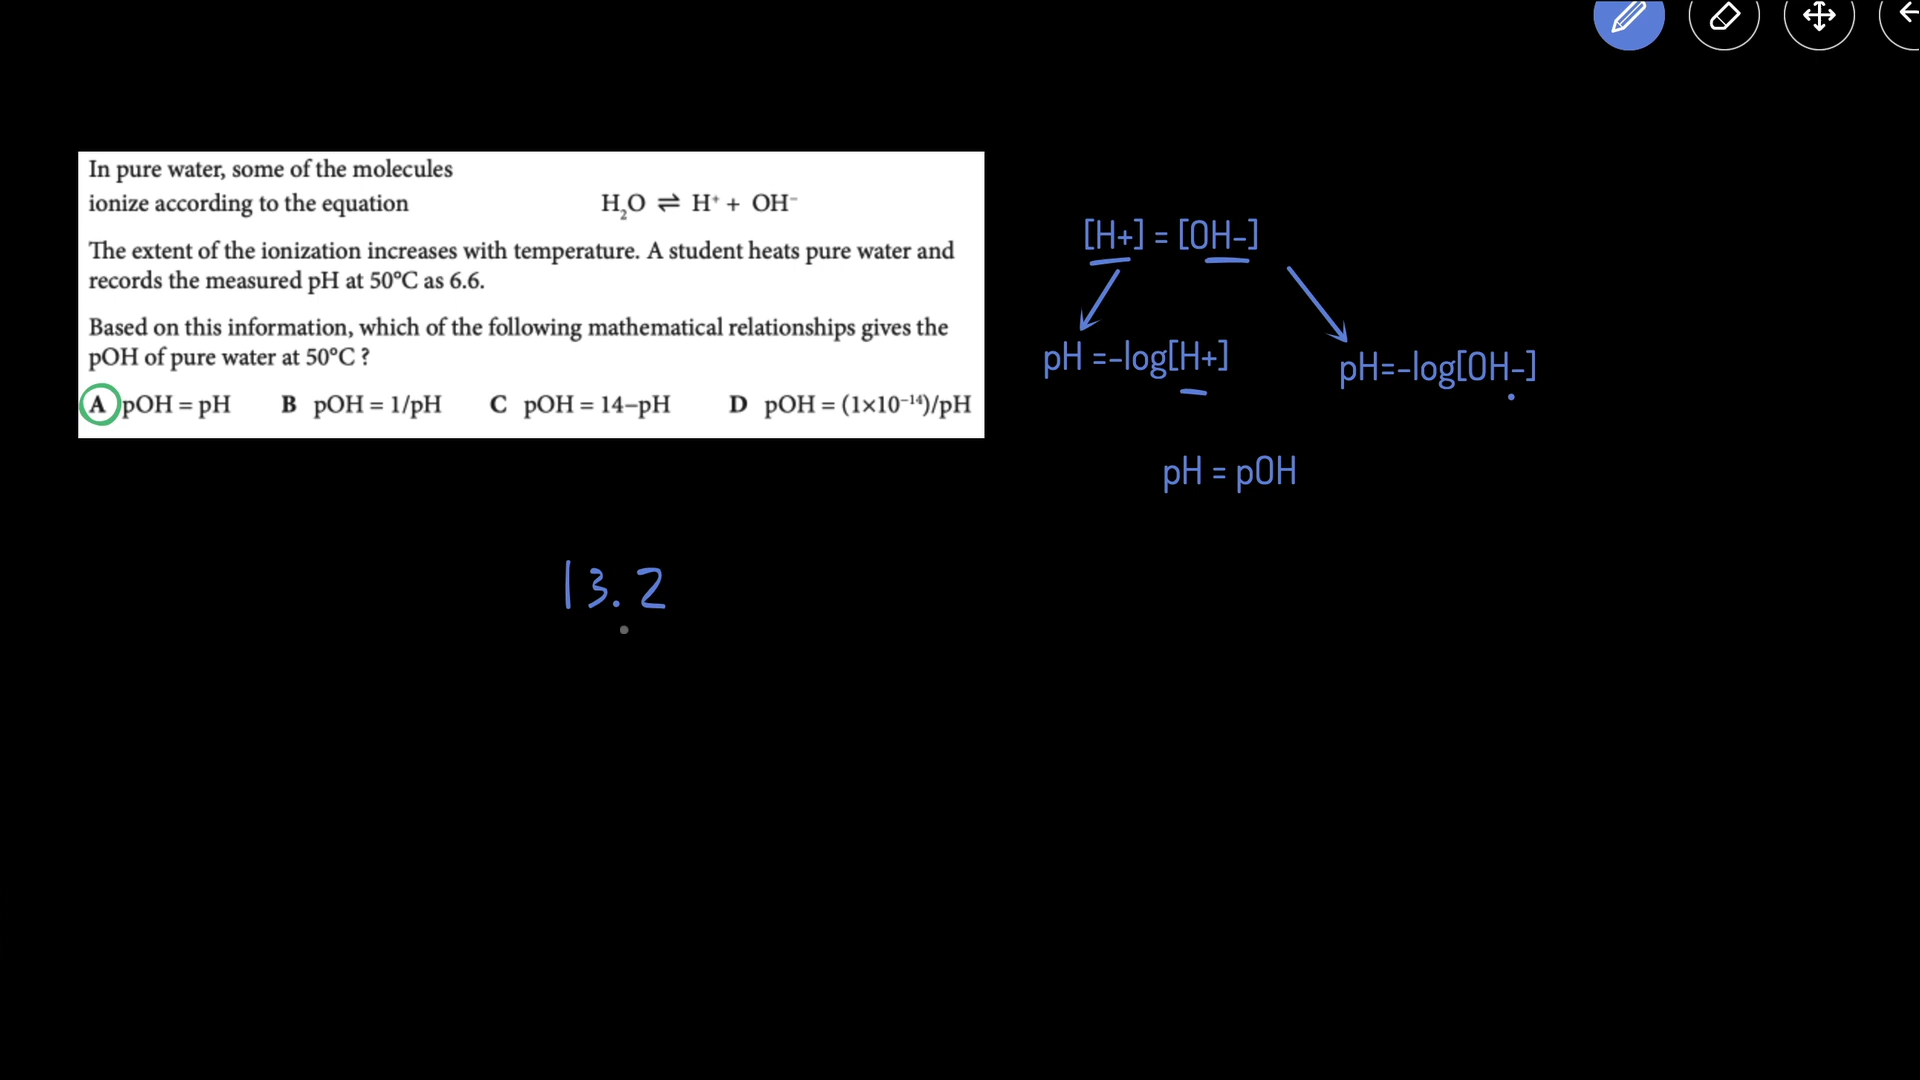 In pure water, some of the molecules
ionize according to the equation H₂O ⇌ H⁺ + OH⁻
The extent of the ionization increases with temperature. A student heats pure water and
records the measured pH at 50°C as 6.6.
Based on this information, which of the following mathematical relationships gives the
pOH of pure water at 50°C ?
A pOH = pH B pOH = 1/pH C pOH = 14–pH D pOH = (1×10⁻¹⁴)/pH
[H+] = [OH-]
pH =-log[H+]
pH=-log[OH-]
pH = pOH
13.2